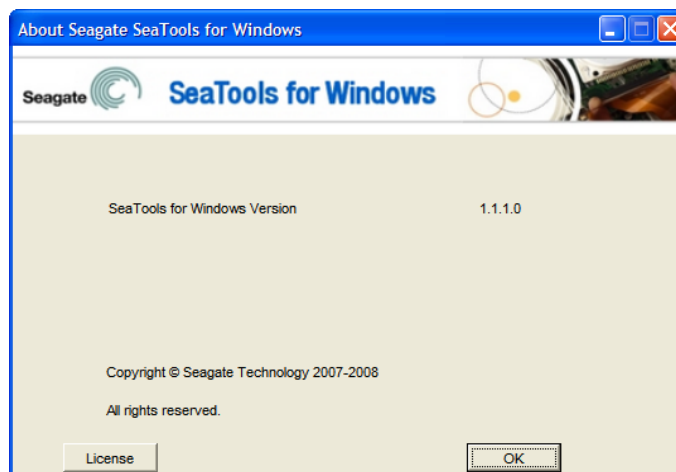 About Seagate SeaTools for Windows
Seagate SeaTools for Windows
SeaTools for Windows Version 1.1.1.0
Copyright © Seagate Technology 2007-2008
All rights reserved.
License OK